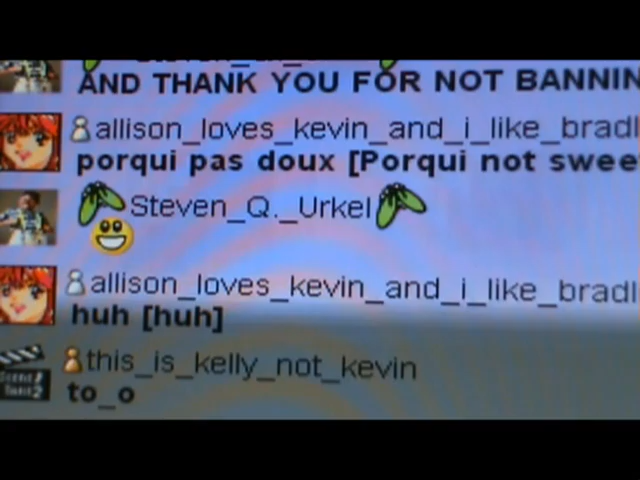 AND THANK YOU FOR NOT BANNIN
allison_loves_kevin_and_i_like_bradl
porqui pas doux [Porqui not swee
Steven_Q._Urkel
allison_loves_kevin_and_i_like_bradl
huh [huh]
this_is_kelly_not_kevin
to_o